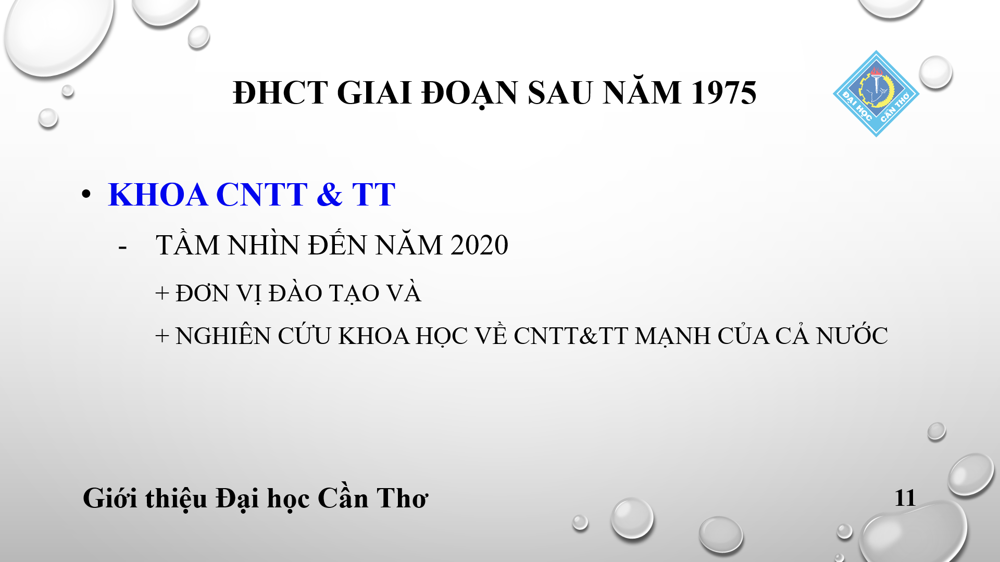 ĐHCT GIAI ĐOẠN SAU NĂM 1975
ĐẠI HỌC CẦN THƠ
• KHOA CNTT & TT
- TẦM NHÌN ĐẾN NĂM 2020
+ ĐƠN VỊ ĐÀO TẠO VÀ
+ NGHIÊN CỨU KHOA HỌC VỀ CNTT&TT MẠNH CỦA CẢ NƯỚC
Giới thiệu Đại học Cần Thơ
11